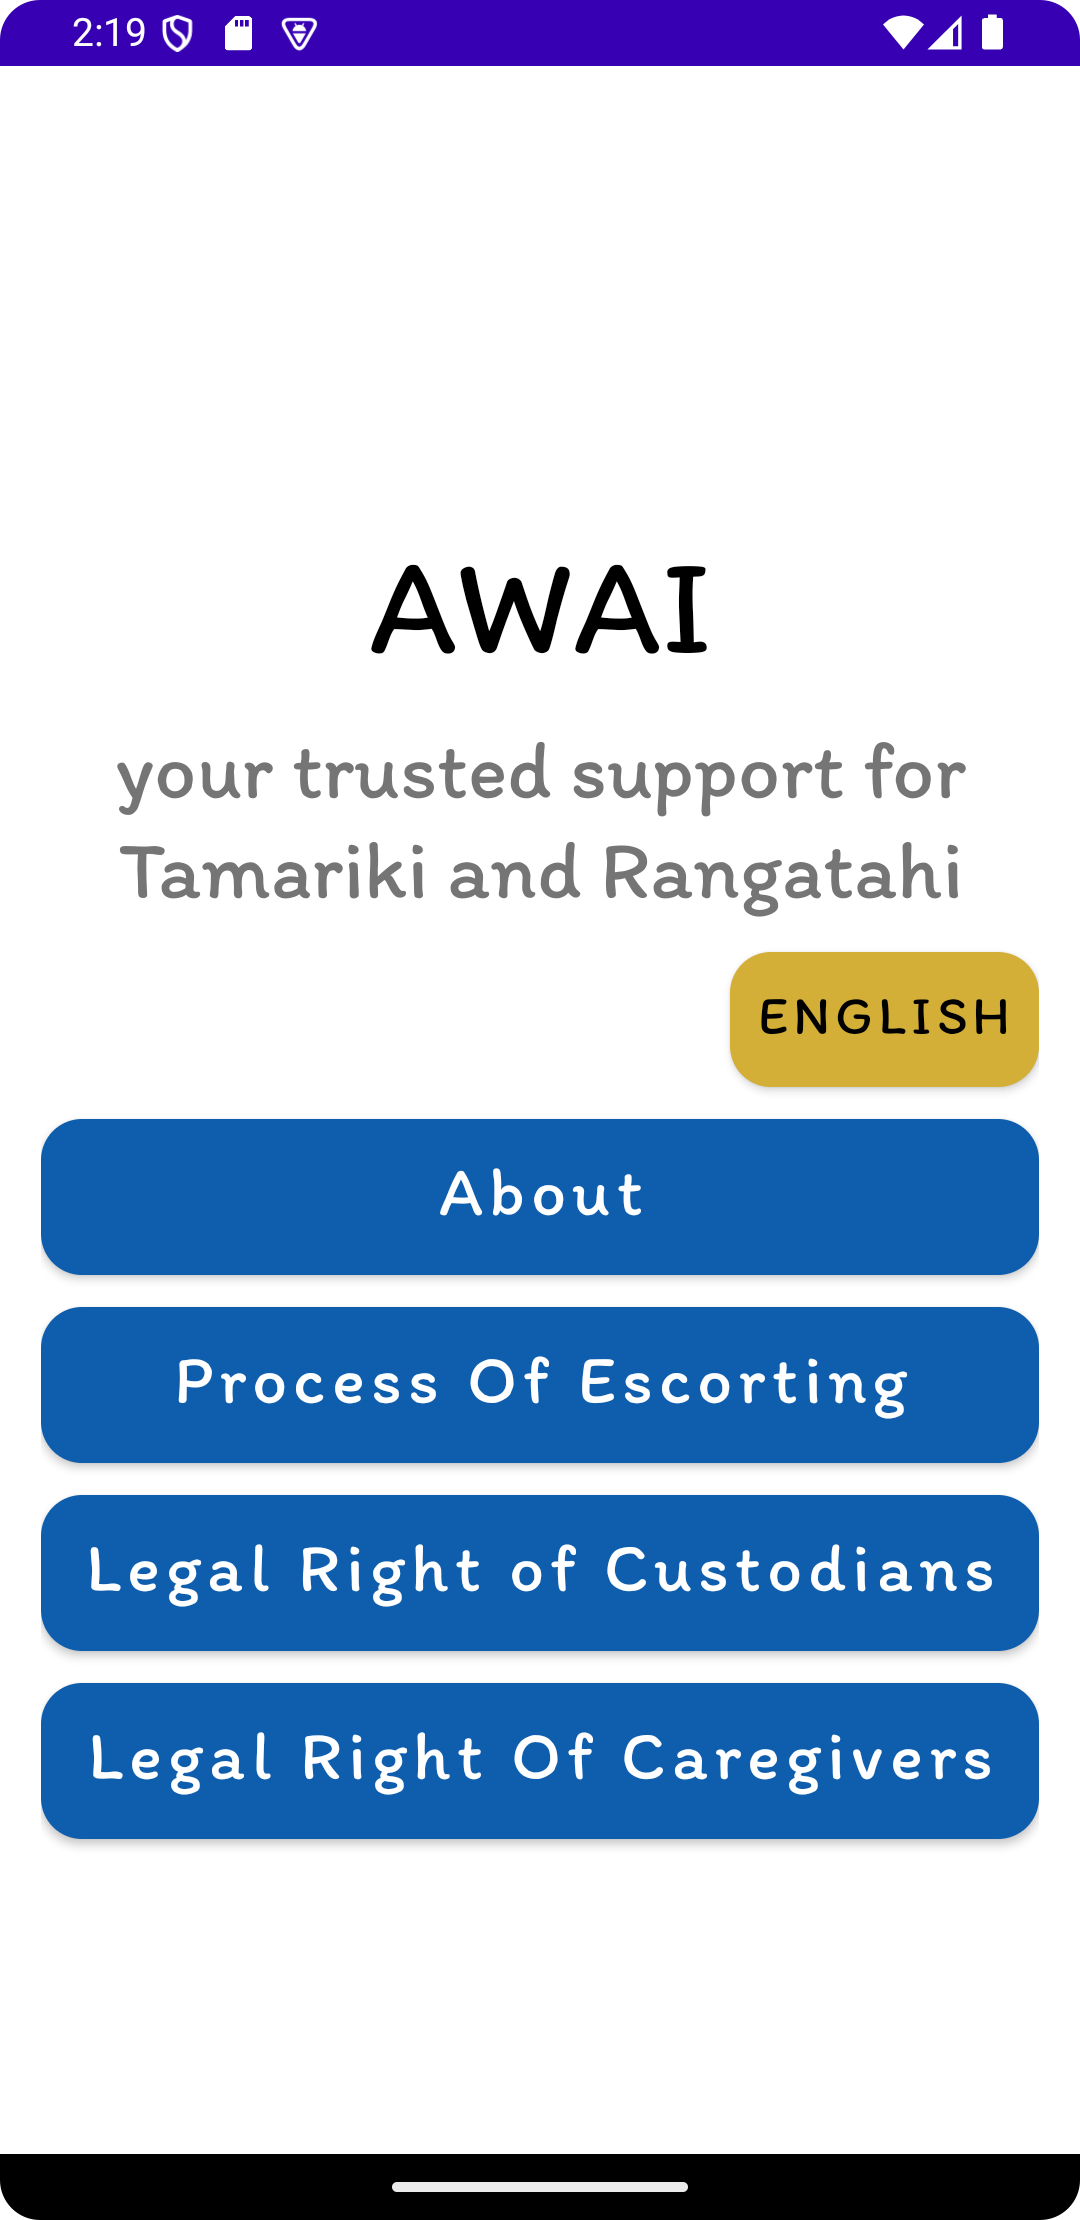 2:19
AWAI
your trusted support for
Tamariki and Rangatahi
ENGLISH
About
Process Of Escorting
Legal Right of Custodians
Legal Right Of Caregivers